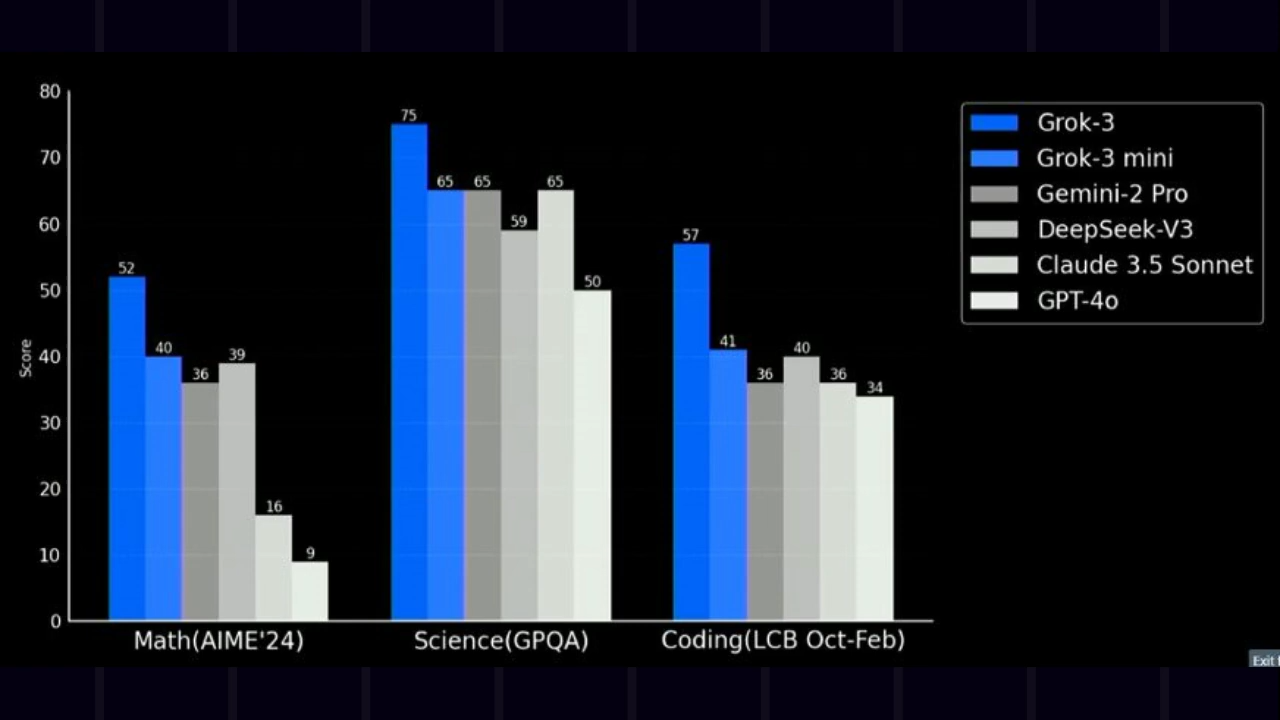 80
70
60
50
40
30
20
10
0
Score
52
40
36
39
16
9
75
65
65
59
65
50
57
41
36
40
36
34
Math(AIME'24)
Science(GPQA)
Coding(LCB Oct-Feb)
Grok-3
Grok-3 mini
Gemini-2 Pro
DeepSeek-V3
Claude 3.5 Sonnet
GPT-4o
Exit